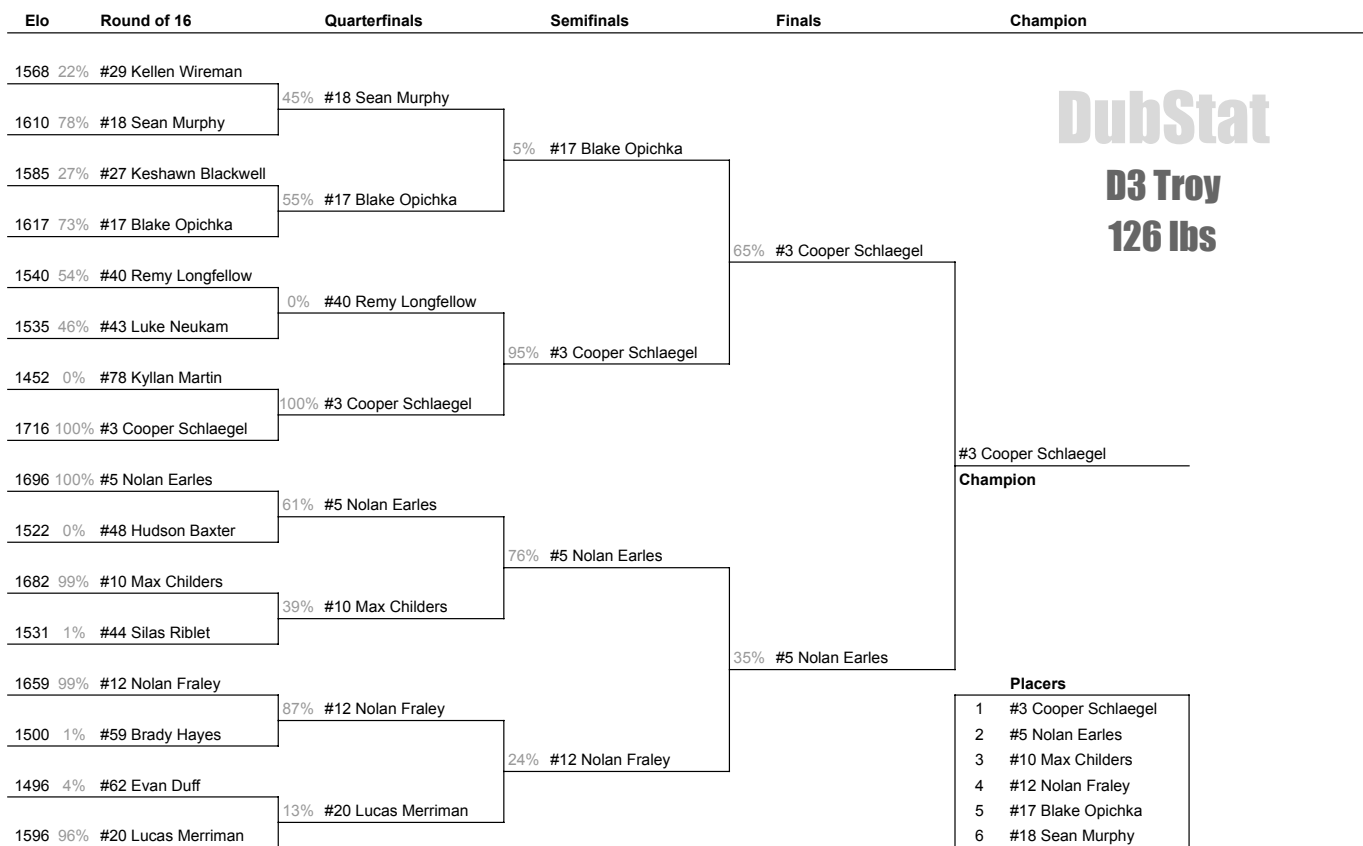 Elo Round of 16 Quarterfinals Semifinals Finals Champion
1568 22% #29 Kellen Wireman
45% #18 Sean Murphy
DubStat
1610 78% #18 Sean Murphy
5% #17 Blake Opichka
1585 27% #27 Keshawn Blackwell
D3 Troy
55% #17 Blake Opichka
1617 73% #17 Blake Opichka
126 lbs
65% #3 Cooper Schlaegel
1540 54% #40 Remy Longfellow
0% #40 Remy Longfellow
1535 46% #43 Luke Neukam
95% #3 Cooper Schlaegel
1452 0% #78 Kyllan Martin
100% #3 Cooper Schlaegel
1716 100% #3 Cooper Schlaegel
#3 Cooper Schlaegel
1696 100% #5 Nolan Earles
Champion
61% #5 Nolan Earles
1522 0% #48 Hudson Baxter
76% #5 Nolan Earles
1682 99% #10 Max Childers
39% #10 Max Childers
1531 1% #44 Silas Riblet
35% #5 Nolan Earles
1659 99% #12 Nolan Fraley
Placers
87% #12 Nolan Fraley
1 #3 Cooper Schlaegel
1500 1% #59 Brady Hayes
2 #5 Nolan Earles
24% #12 Nolan Fraley
3 #10 Max Childers
1496 4% #62 Evan Duff
4 #12 Nolan Fraley
13% #20 Lucas Merriman
5 #17 Blake Opichka
1596 96% #20 Lucas Merriman
6 #18 Sean Murphy